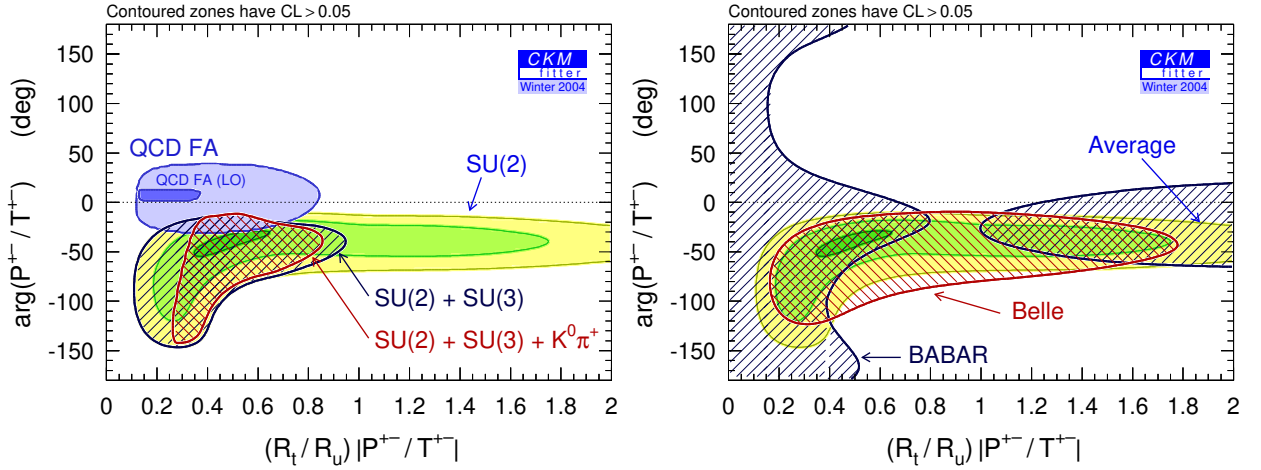 Contoured zones have CL > 0.05
150
100
50
0
-50
-100
-150
arg(P⁺⁻ / T⁺⁻) (deg)
CKM
fitter
Winter 2004
QCD FA
QCD FA (LO)
SU(2)
SU(2) + SU(3)
SU(2) + SU(3) + K⁰π⁺
0 0.2 0.4 0.6 0.8 1 1.2 1.4 1.6 1.8 2
(Rₜ / Rᵤ) |P⁺⁻ / T⁺⁻|
Contoured zones have CL > 0.05
150
100
50
0
-50
-100
-150
arg(P⁺⁻ / T⁺⁻) (deg)
CKM
fitter
Winter 2004
Average
Belle
BABAR
0 0.2 0.4 0.6 0.8 1 1.2 1.4 1.6 1.8 2
(Rₜ / Rᵤ) |P⁺⁻ / T⁺⁻|